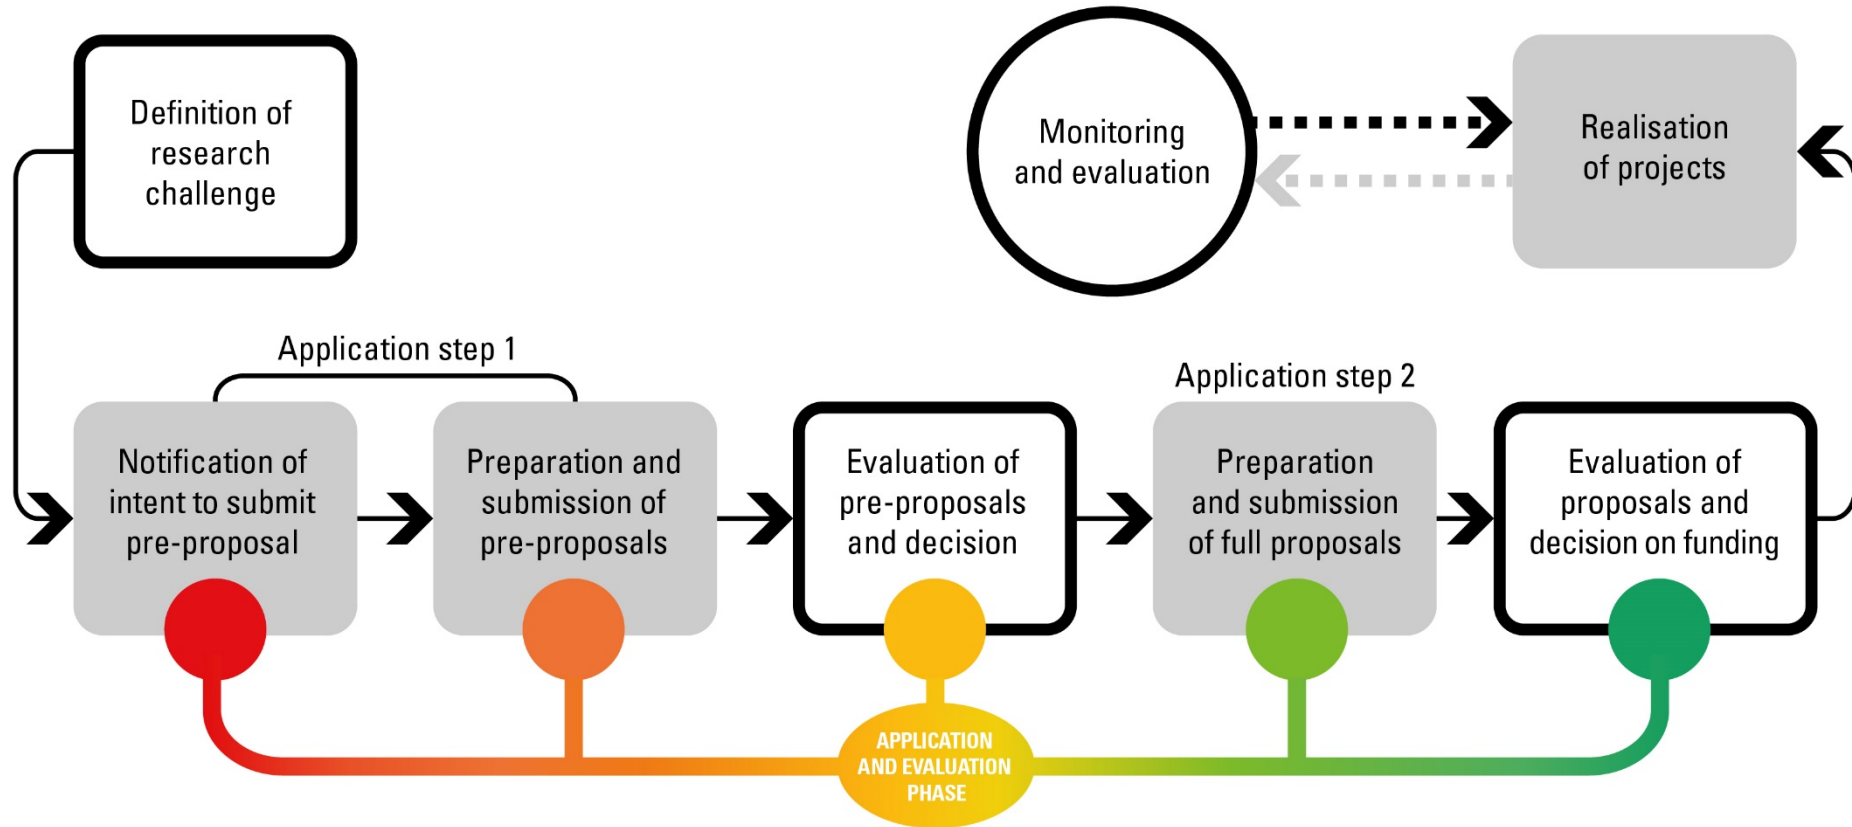 Definition of
research
challenge
Monitoring
and evaluation
Realisation
of projects
Application step 1
Application step 2
Notification of
intent to submit
pre-proposal
Preparation and
submission of
pre-proposals
Evaluation of
pre-proposals
and decision
Preparation
and submission
of full proposals
Evaluation of
proposals and
decision on funding
APPLICATION
AND EVALUATION
PHASE